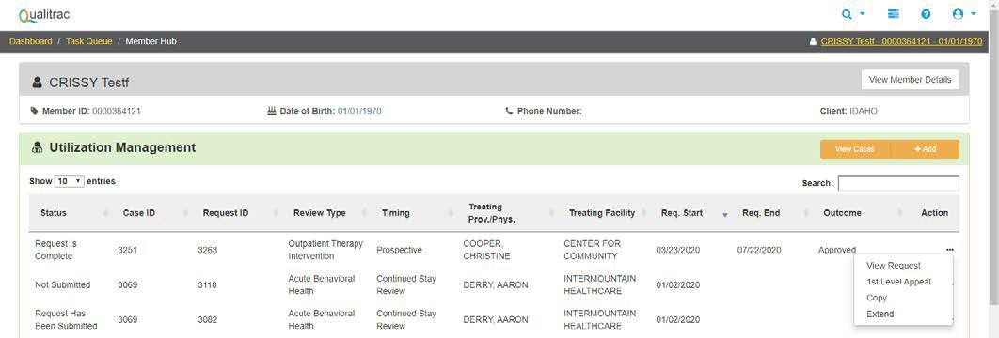 Qualitrac
Dashboard / Task Queue / Member Hub CRISSY Testf - 0000364121 - 01/01/1970
CRISSY Testf View Member Details
Member ID: 0000364121 Date of Birth: 01/01/1970 Phone Number: Client: IDAHO
Utilization Management View Cases + Add
Show 10 entries Search:
Status Case ID Request ID Review Type Timing Treating Prov./Phys. Treating Facility Req. Start Req. End Outcome Action
Request Is Complete 3251 3263 Outpatient Therapy Intervention Prospective COOPER, CHRISTINE CENTER FOR COMMUNITY 03/23/2020 07/22/2020 Approved ...
View Request
1st Level Appeal
Copy
Extend
Not Submitted 3069 3118 Acute Behavioral Health Continued Stay Review DERRY, AARON INTERMOUNTAIN HEALTHCARE 01/02/2020
Request Has Been Submitted 3069 3082 Acute Behavioral Health Continued Stay Review DERRY, AARON INTERMOUNTAIN HEALTHCARE 01/02/2020